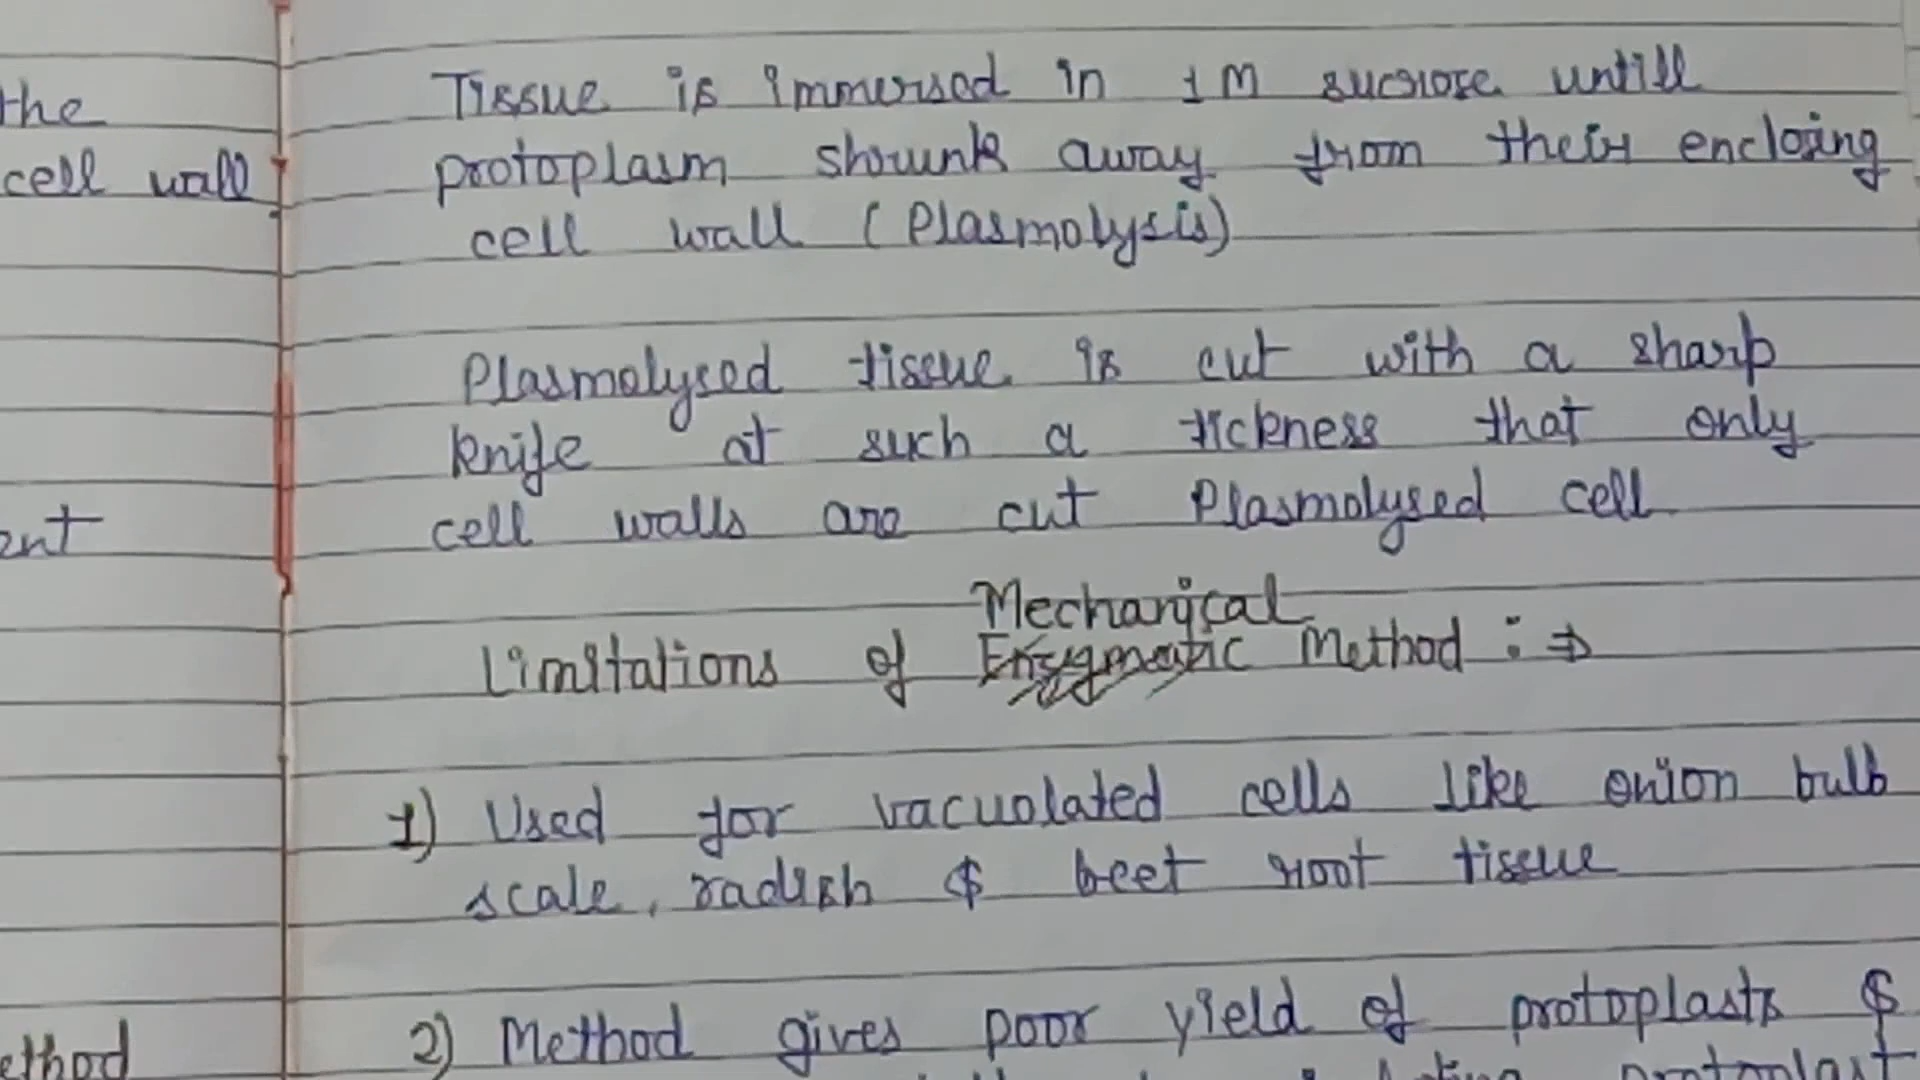 the
cell wall
ent
ethod
Tissue is immersed in 1M sucrose untill
protoplasm shrunk away from their enclosing
cell wall (Plasmolysis)
Plasmolysed tissue is cut with a sharp
knife at such a tickness that only
cell walls are cut Plasmolysed cell
Mechanical
Limitations of Enzymatic Method : ⇒
1) Used for vacuolated cells like onion bulb
scale, radish & beet root tissue
2) Method gives poor yield of protoplasts &
protoplast